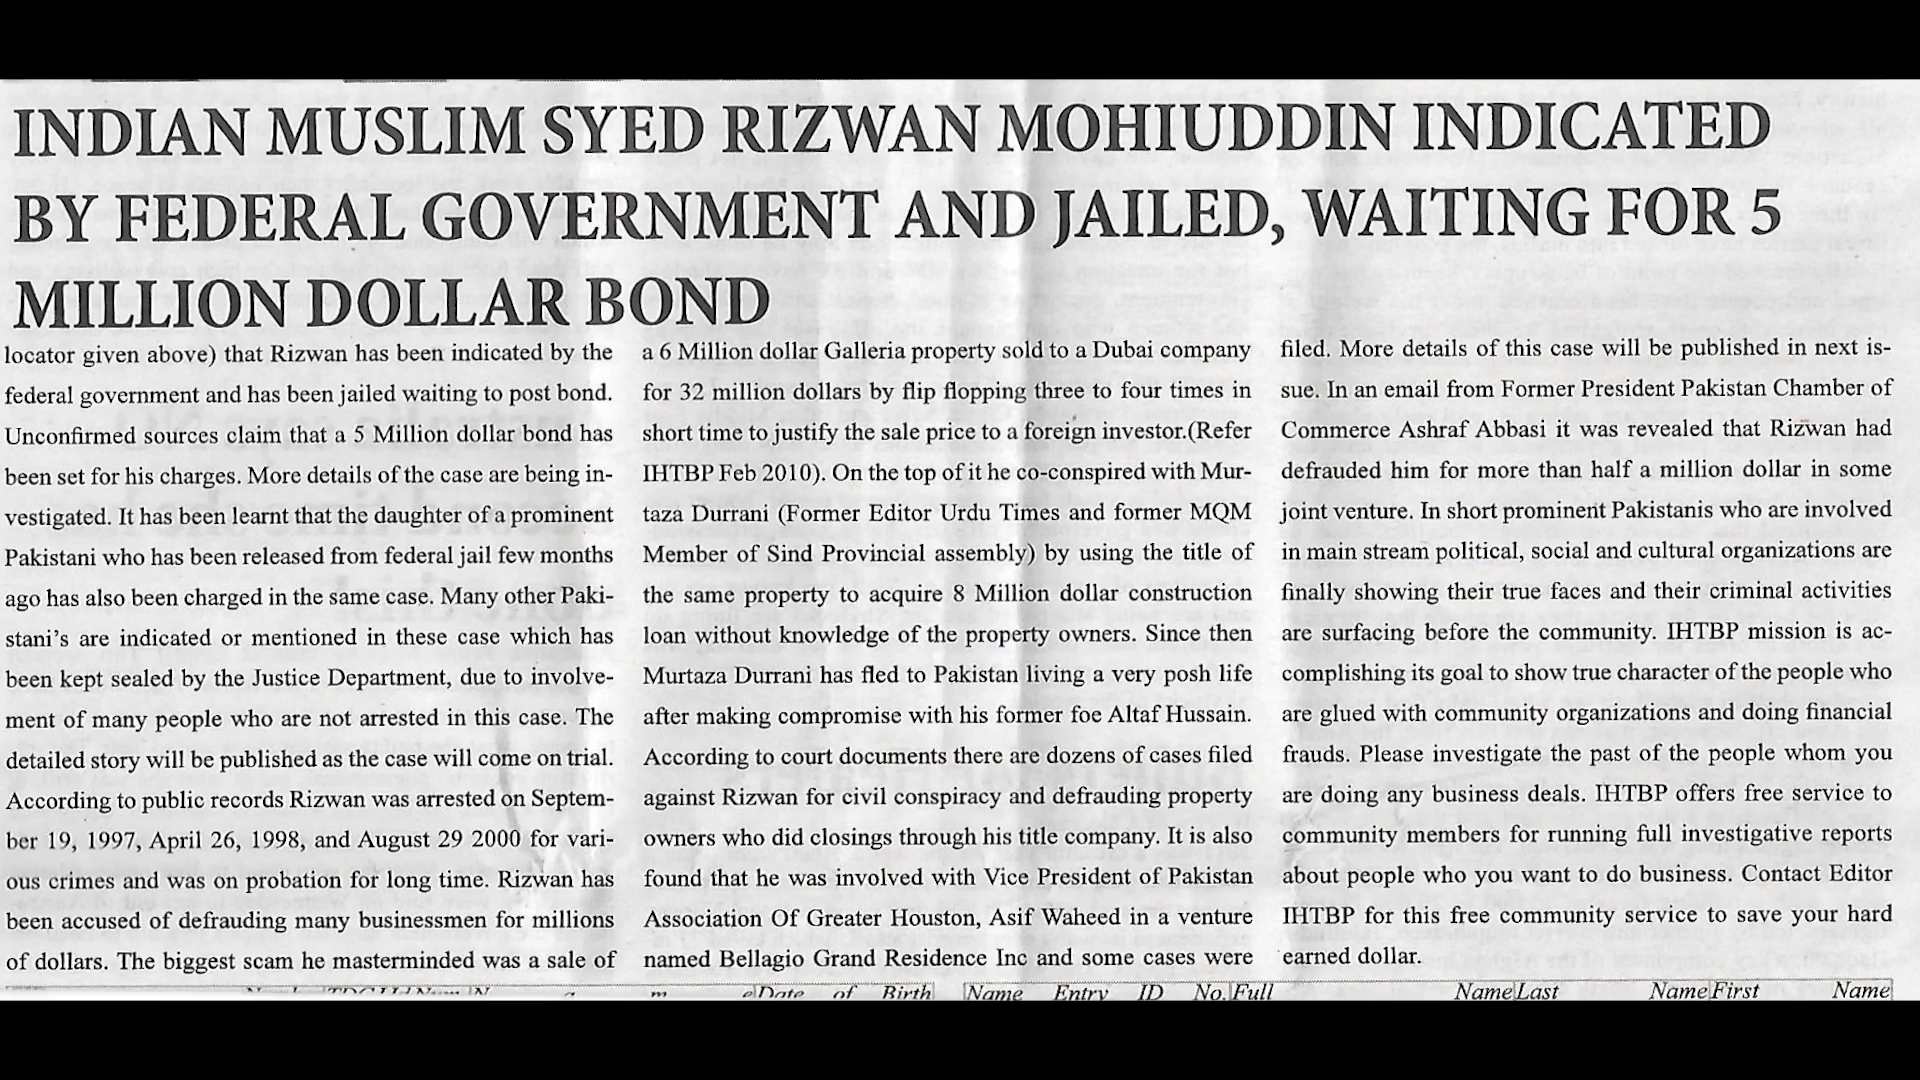 INDIAN MUSLIM SYED RIZWAN MOHIUDDIN INDICATED
BY FEDERAL GOVERNMENT AND JAILED, WAITING FOR 5
MILLION DOLLAR BOND
locator given above) that Rizwan has been indicated by the
federal government and has been jailed waiting to post bond.
Unconfirmed sources claim that a 5 Million dollar bond has
been set for his charges. More details of the case are being in-
vestigated. It has been learnt that the daughter of a prominent
Pakistani who has been released from federal jail few months
ago has also been charged in the same case. Many other Paki-
stani's are indicated or mentioned in these case which has
been kept sealed by the Justice Department, due to involve-
ment of many people who are not arrested in this case. The
detailed story will be published as the case will come on trial.
According to public records Rizwan was arrested on Septem-
ber 19, 1997, April 26, 1998, and August 29 2000 for vari-
ous crimes and was on probation for long time. Rizwan has
been accused of defrauding many businessmen for millions
of dollars. The biggest scam he masterminded was a sale of
a 6 Million dollar Galleria property sold to a Dubai company
for 32 million dollars by flip flopping three to four times in
short time to justify the sale price to a foreign investor.(Refer
IHTBP Feb 2010). On the top of it he co-conspired with Mur-
taza Durrani (Former Editor Urdu Times and former MQM
Member of Sind Provincial assembly) by using the title of
the same property to acquire 8 Million dollar construction
loan without knowledge of the property owners. Since then
Murtaza Durrani has fled to Pakistan living a very posh life
after making compromise with his former foe Altaf Hussain.
According to court documents there are dozens of cases filed
against Rizwan for civil conspiracy and defrauding property
owners who did closings through his title company. It is also
found that he was involved with Vice President of Pakistan
Association Of Greater Houston, Asif Waheed in a venture
named Bellagio Grand Residence Inc and some cases were
filed. More details of this case will be published in next is-
sue. In an email from Former President Pakistan Chamber of
Commerce Ashraf Abbasi it was revealed that Rizwan had
defrauded him for more than half a million dollar in some
joint venture. In short prominent Pakistanis who are involved
in main stream political, social and cultural organizations are
finally showing their true faces and their criminal activities
are surfacing before the community. IHTBP mission is ac-
complishing its goal to show true character of the people who
are glued with community organizations and doing financial
frauds. Please investigate the past of the people whom you
are doing any business deals. IHTBP offers free service to
community members for running full investigative reports
about people who you want to do business. Contact Editor
IHTBP for this free community service to save your hard
earned dollar.
Date of Birth Name Entry ID No. Full Name Last Name First Name